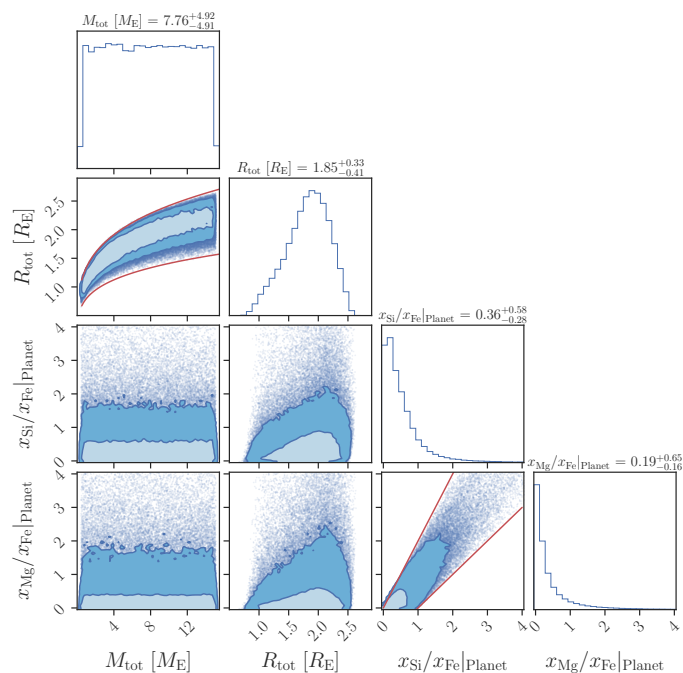 M_tot [M_E] = 7.76^{+4.92}_{-4.91}
R_tot [R_E] = 1.85^{+0.33}_{-0.41}
x_Si/x_Fe|Planet = 0.36^{+0.58}_{-0.28}
x_Mg/x_Fe|Planet = 0.19^{+0.65}_{-0.16}
R_tot [R_E]
2.5
2.0
1.5
1.0
x_Si/x_Fe|Planet
4
3
2
1
0
x_Mg/x_Fe|Planet
4
3
2
1
0
4 8 12
1.0 1.5 2.0 2.5
0 1 2 3 4
0 1 2 3 4
M_tot [M_E]
R_tot [R_E]
x_Si/x_Fe|Planet
x_Mg/x_Fe|Planet